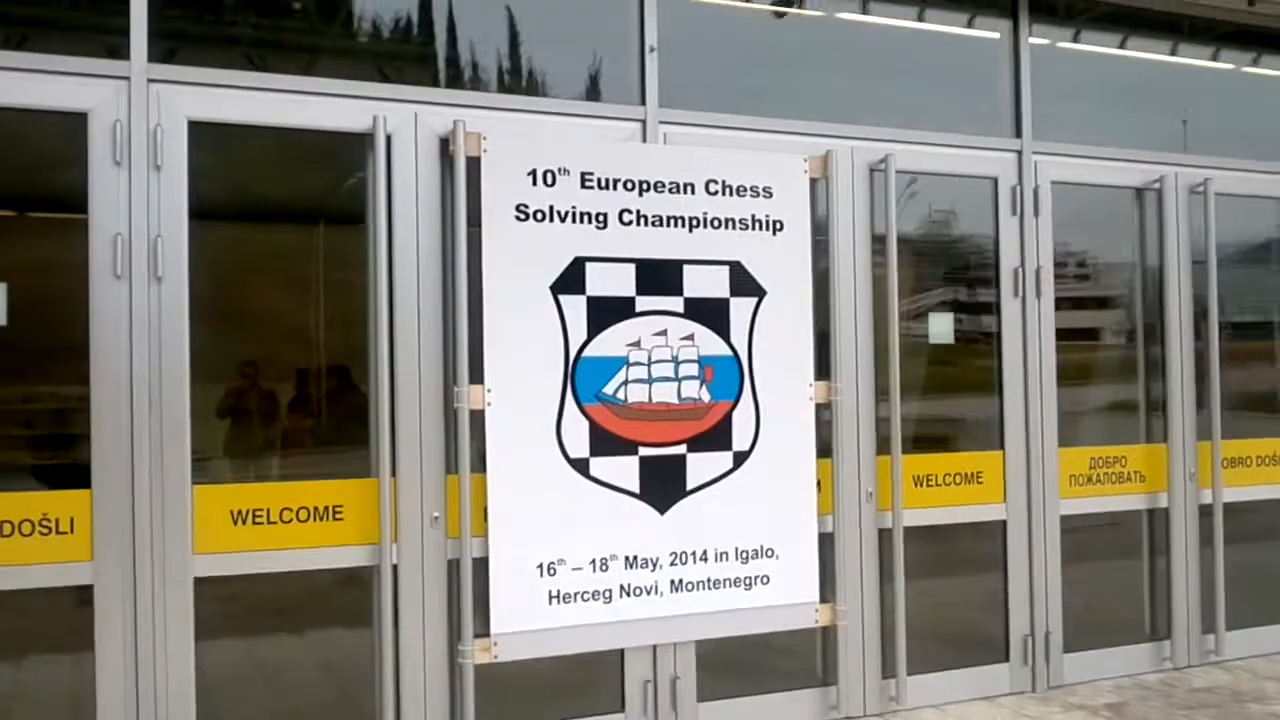 10th European Chess
Solving Championship
16th – 18th May, 2014 in Igalo,
Herceg Novi, Montenegro
DOŠLI
WELCOME
WELCOME
ДОБРО
ПОЖАЛОВАТЬ
OBRO DOŠ